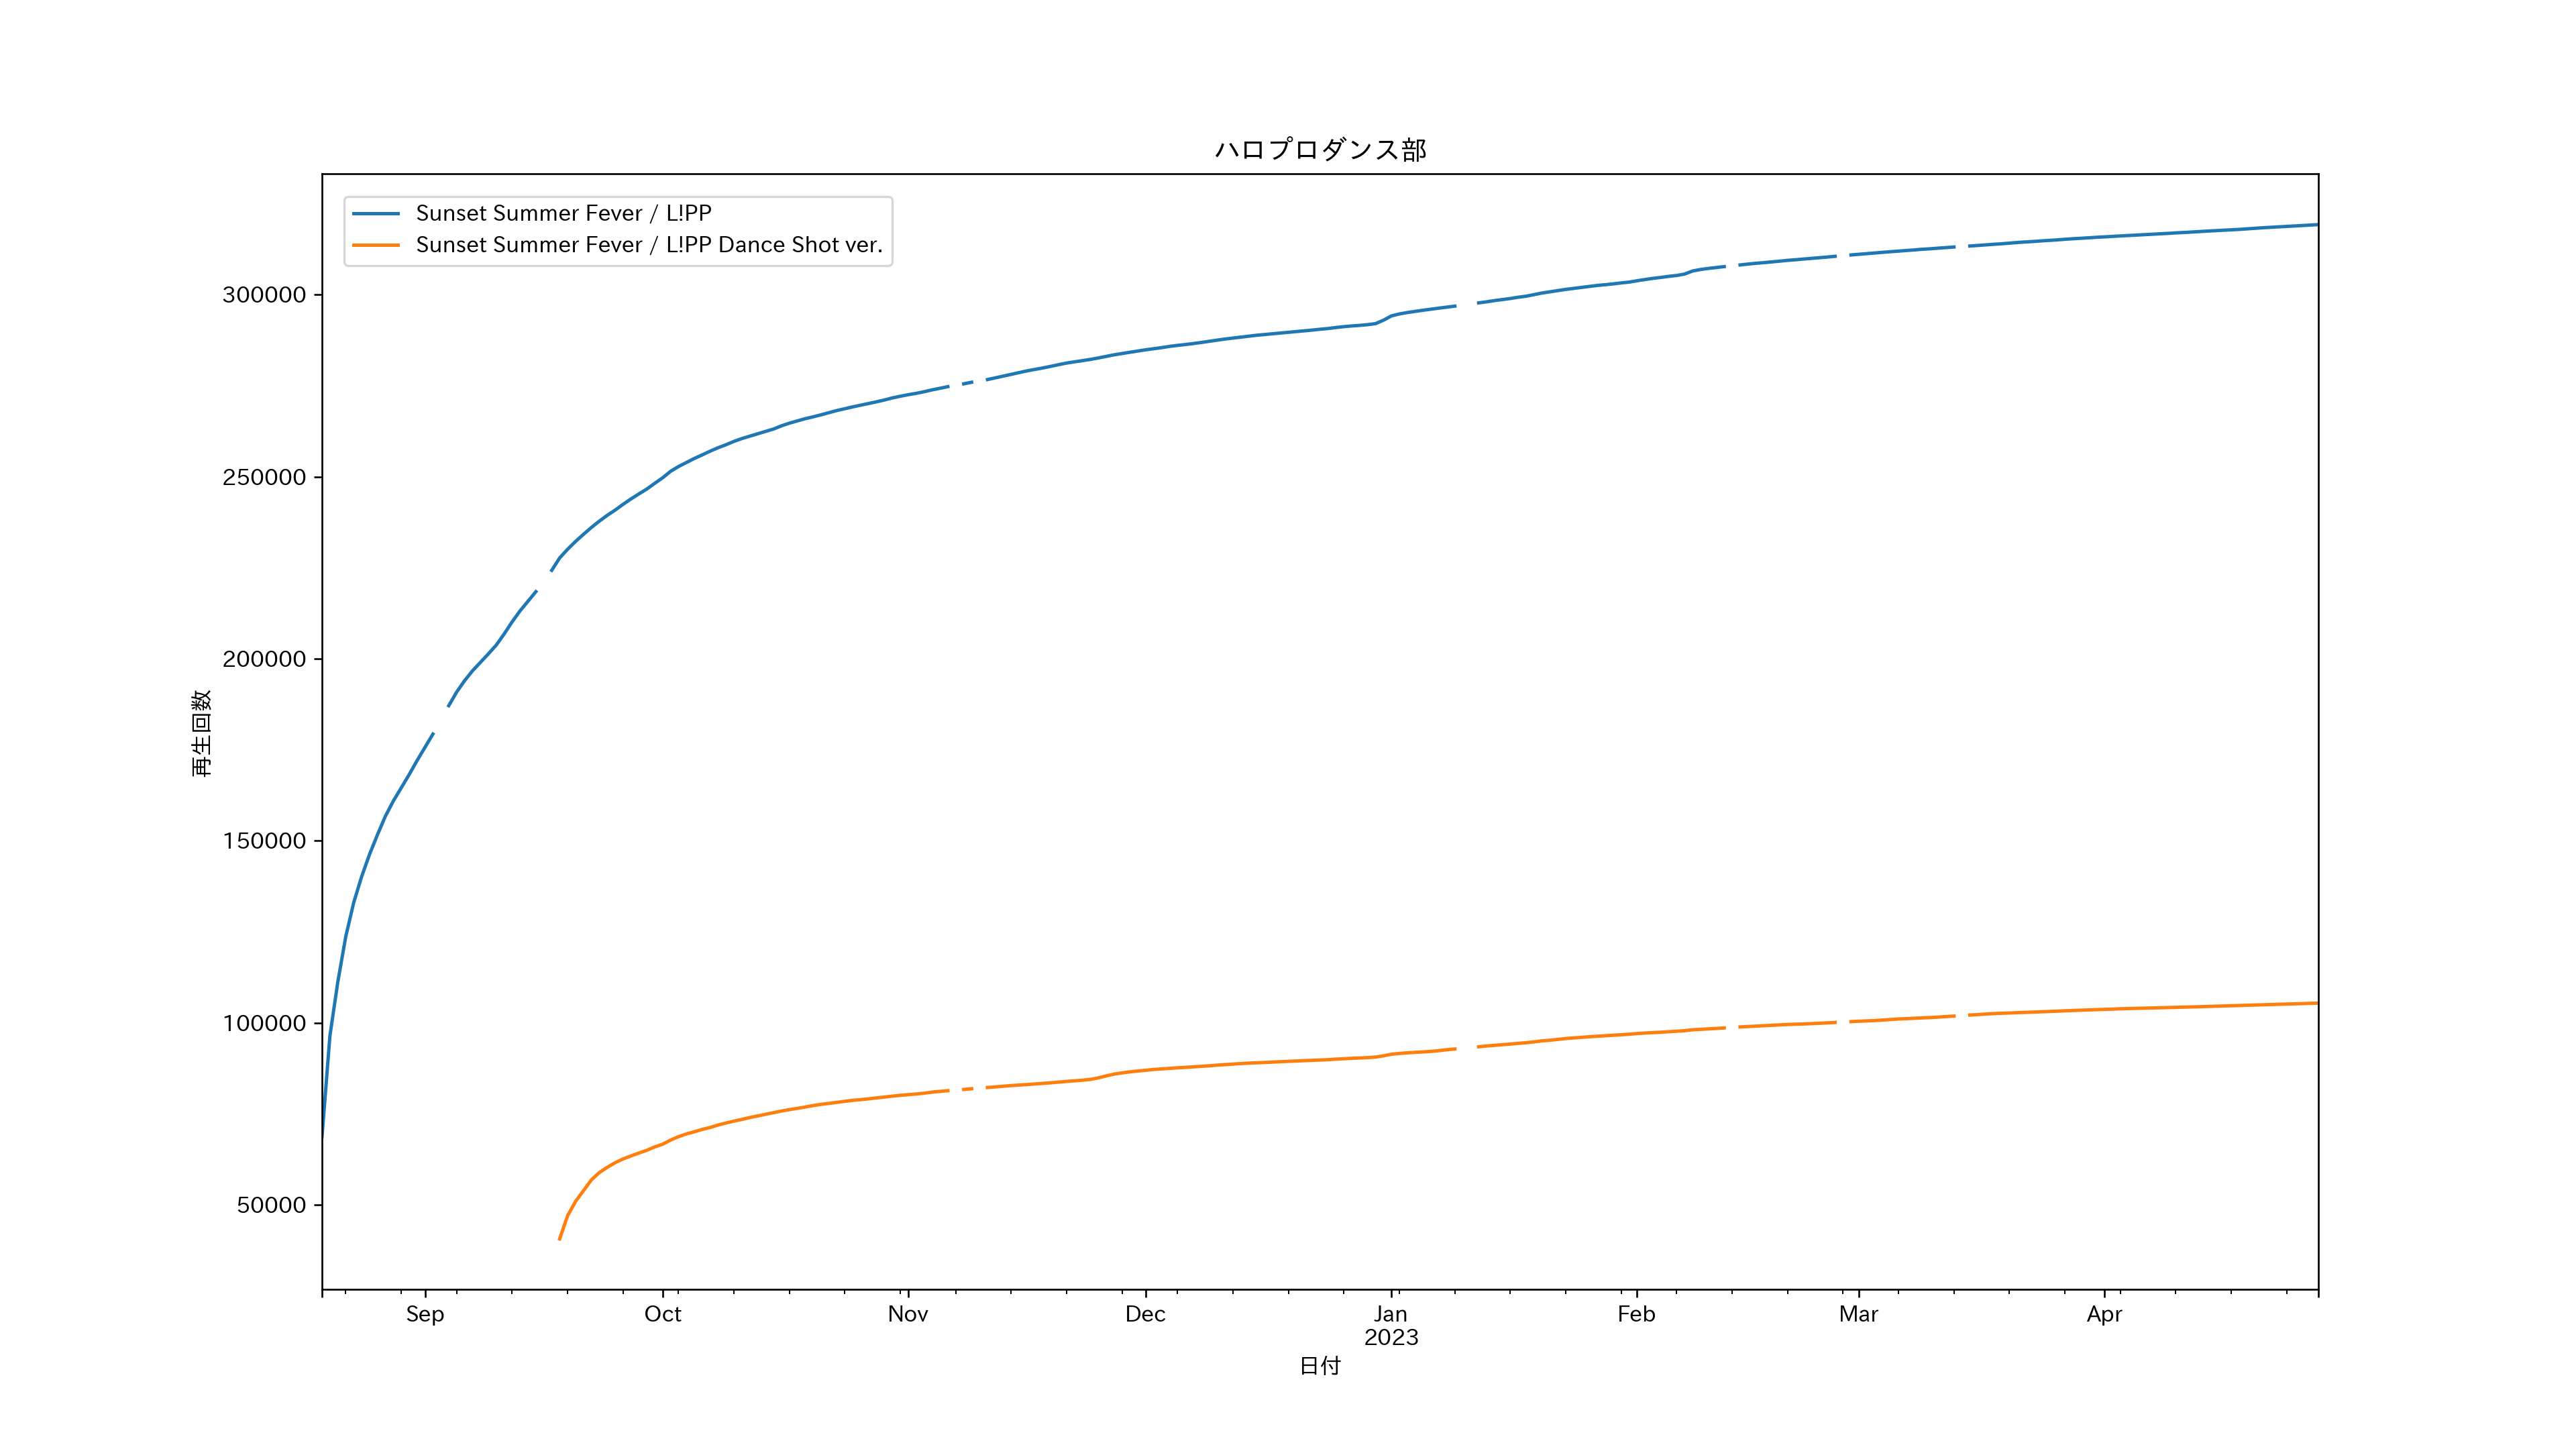 ハロプロダンス部
Sunset Summer Fever / L!PP
Sunset Summer Fever / L!PP Dance Shot ver.
300000
250000
200000
150000
100000
50000
再生回数
Sep Oct Nov Dec Jan Feb Mar Apr
2023
日付